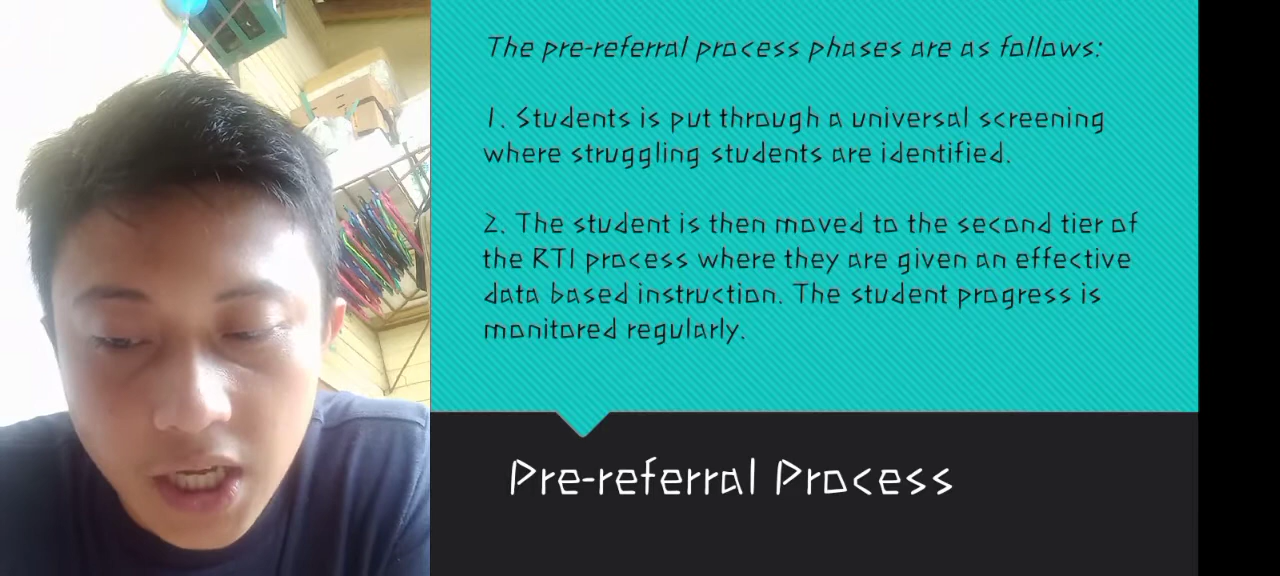 The pre-referral process phases are as follows:
1. Students is put through a universal screening
where struggling students are identified.
2. The student is then moved to the second tier of
the RTI process where they are given an effective
data based instruction. The student progress is
monitored regularly.
Pre-referral Process